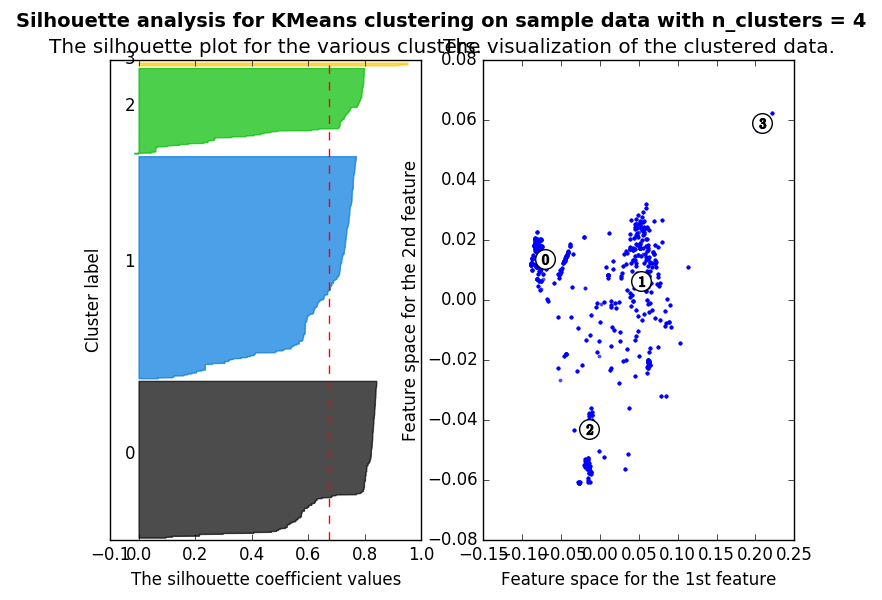 Silhouette analysis for KMeans clustering on sample data with n_clusters = 4
The silhouette plot for the various clusters.
The visualization of the clustered data.
3
2
1
0
Cluster label
−0.1 0.0 0.2 0.4 0.6 0.8 1.0
The silhouette coefficient values
0.08
0.06
0.04
0.02
0.00
−0.02
−0.04
−0.06
−0.08
Feature space for the 2nd feature
3
0
1
2
−0.15 −0.10 −0.05 0.00 0.05 0.10 0.15 0.20 0.25
Feature space for the 1st feature